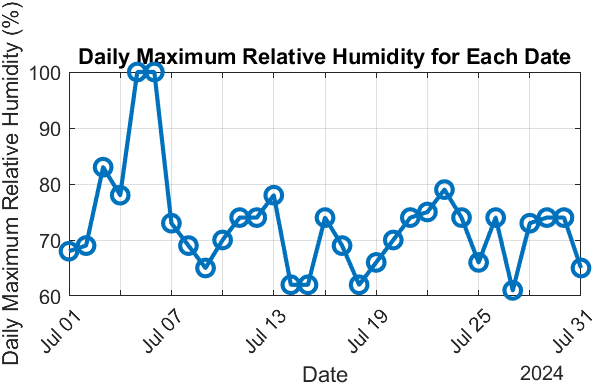 Daily Maximum Relative Humidity for Each Date
Daily Maximum Relative Humidity (%)
100
90
80
70
60
Jul 01
Jul 07
Jul 13
Jul 19
Jul 25
Jul 31
Date
2024